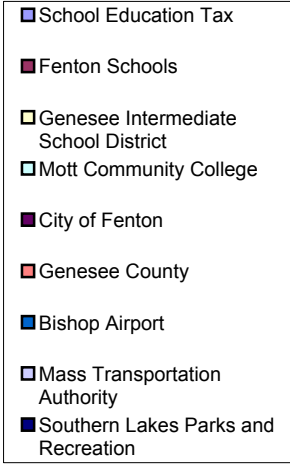 School Education Tax
Fenton Schools
Genesee Intermediate
School District
Mott Community College
City of Fenton
Genesee County
Bishop Airport
Mass Transportation
Authority
Southern Lakes Parks and
Recreation